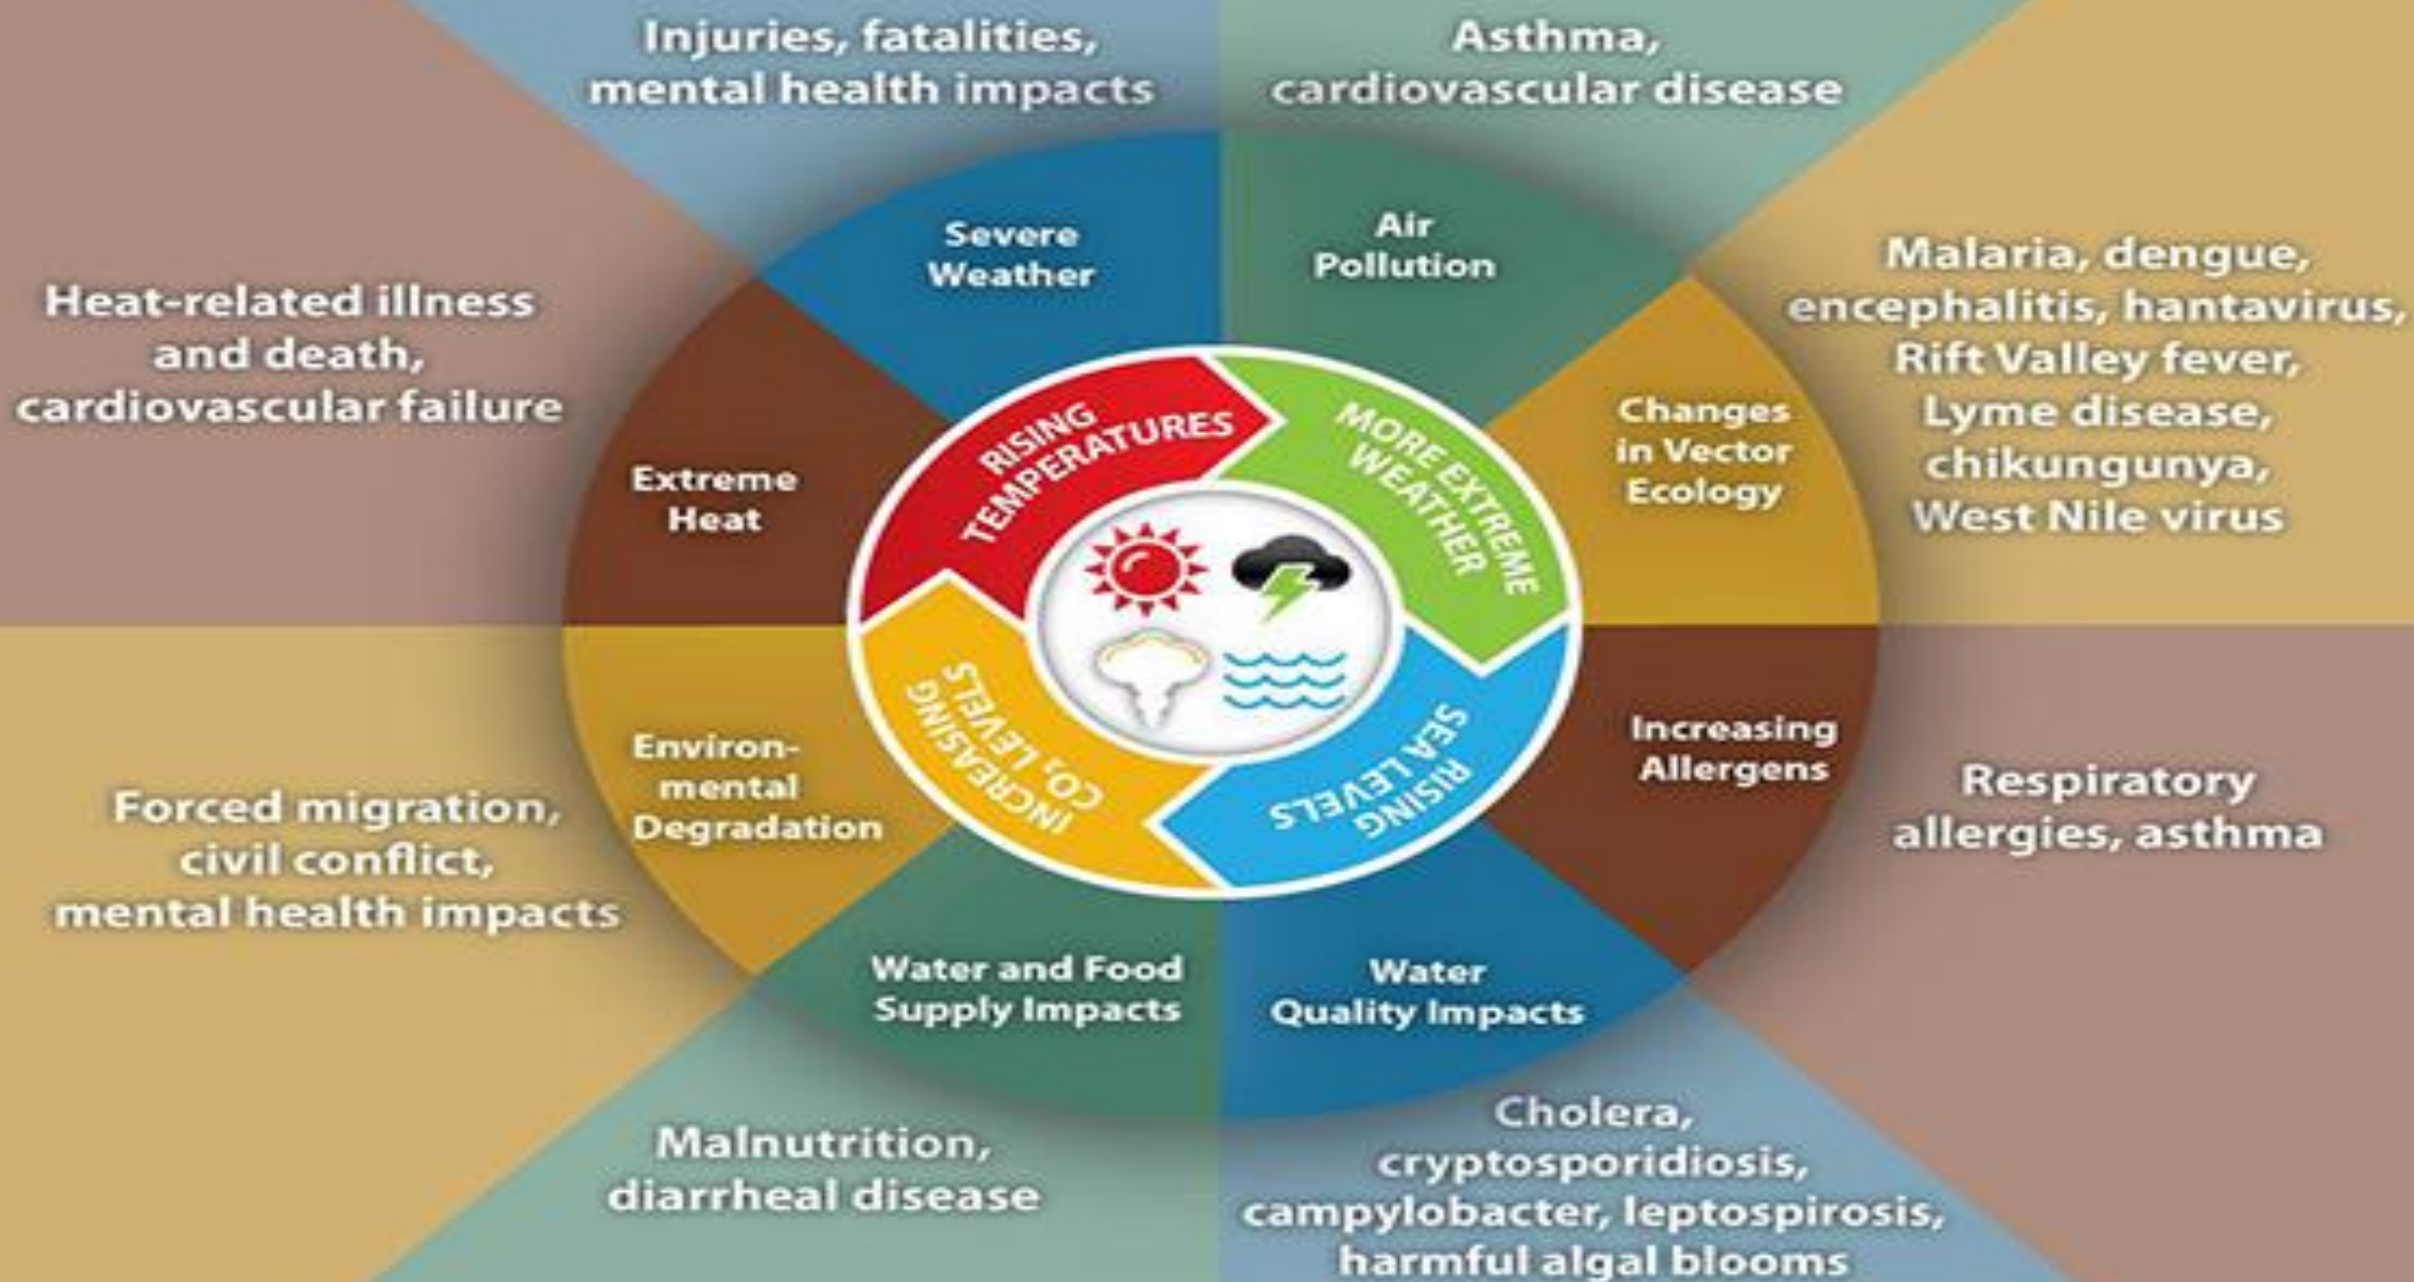 Injuries, fatalities,
mental health impacts
Asthma,
cardiovascular disease
Severe
Weather
Air
Pollution
Malaria, dengue,
encephalitis, hantavirus,
Rift Valley fever,
Lyme disease,
chikungunya,
West Nile virus
Heat-related illness
and death,
cardiovascular failure
Extreme
Heat
Changes
in Vector
Ecology
RISING
TEMPERATURES
MORE EXTREME
WEATHER
RISING
SEA LEVELS
INCREASING
CO₂ LEVELS
Environ-
mental
Degradation
Increasing
Allergens
Forced migration,
civil conflict,
mental health impacts
Respiratory
allergies, asthma
Water and Food
Supply Impacts
Water
Quality Impacts
Malnutrition,
diarrheal disease
Cholera,
cryptosporidiosis,
campylobacter, leptospirosis,
harmful algal blooms